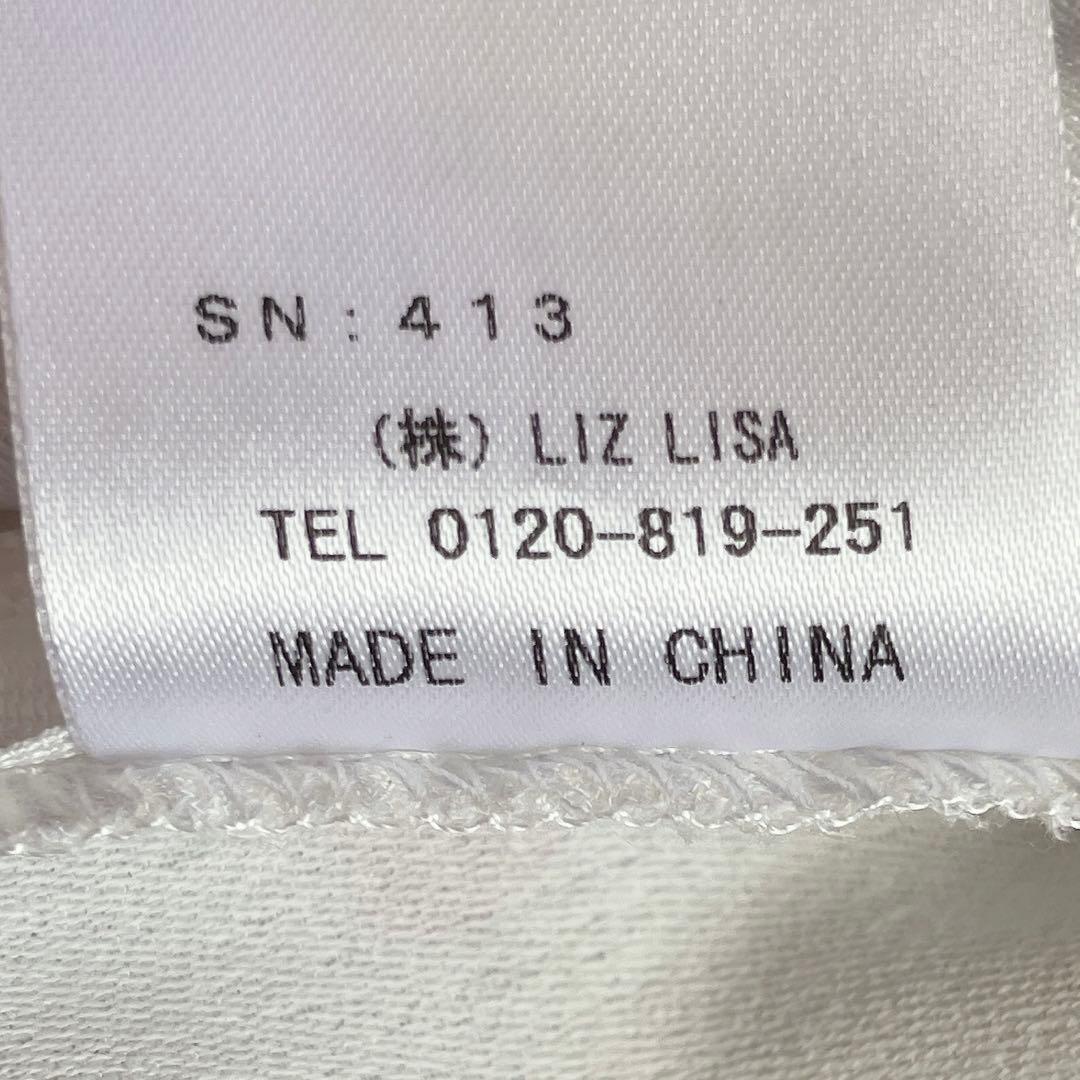 SN:413
(株) LIZ LISA
TEL 0120-819-251
MADE IN CHINA